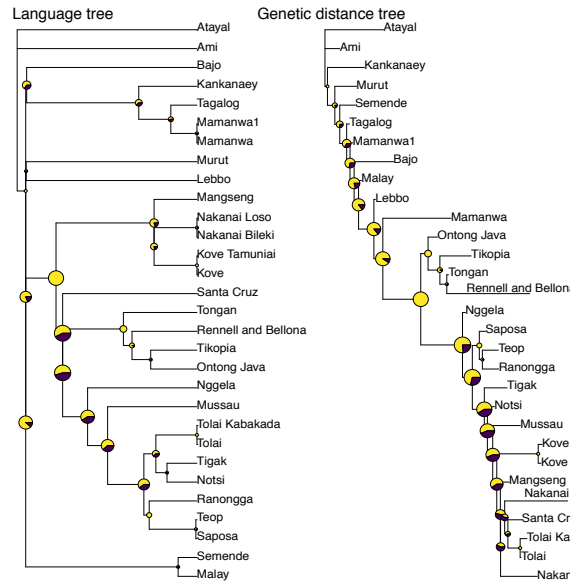 Language tree
Atayal
Ami
Bajo
Kankanaey
Tagalog
Mamanwa1
Mamanwa
Murut
Lebbo
Mangseng
Nakanai Loso
Nakanai Bileki
Kove Tamuniai
Kove
Santa Cruz
Tongan
Rennell and Bellona
Tikopia
Ontong Java
Nggela
Mussau
Tolai Kabakada
Tolai
Tigak
Notsi
Ranongga
Teop
Saposa
Semende
Malay
Genetic distance tree
Atayal
Ami
Kankanaey
Murut
Semende
Tagalog
Mamanwa1
Bajo
Malay
Lebbo
Mamanwa
Ontong Java
Tikopia
Tongan
Rennell and Bellona
Nggela
Saposa
Teop
Ranongga
Tigak
Notsi
Mussau
Kove
Kove
Mangseng
Nakanai
Santa Cr
Tolai Ka
Tolai
Nakar